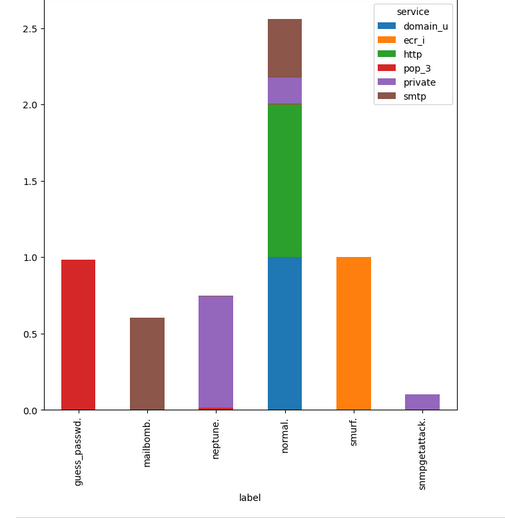 service
domain_u
ecr_i
http
pop_3
private
smtp
2.5
2.0
1.5
1.0
0.5
0.0
guess_passwd.
mailbomb.
neptune.
normal.
smurf.
snmpgetattack.
label